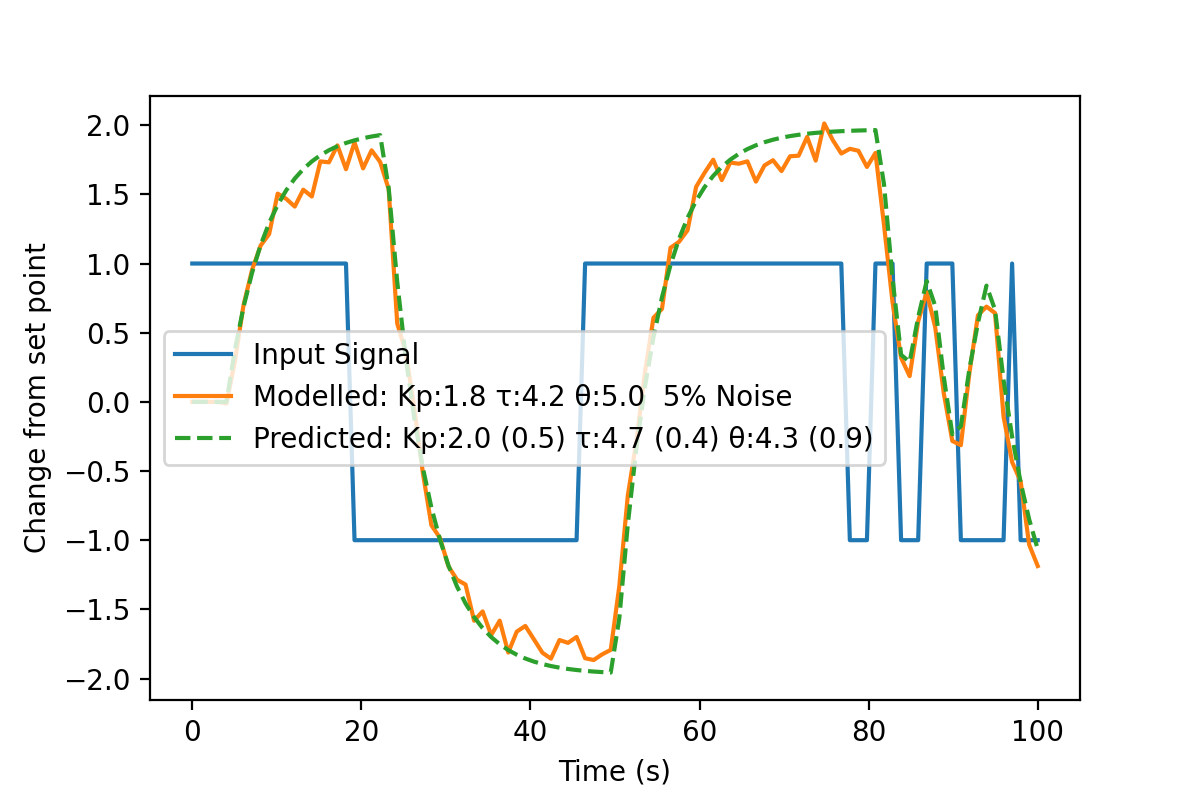 2.0
1.5
1.0
0.5
0.0
−0.5
−1.0
−1.5
−2.0
Change from set point
Input Signal
Modelled: Kp:1.8 τ:4.2 θ:5.0  5% Noise
Predicted: Kp:2.0 (0.5) τ:4.7 (0.4) θ:4.3 (0.9)
0 20 40 60 80 100
Time (s)